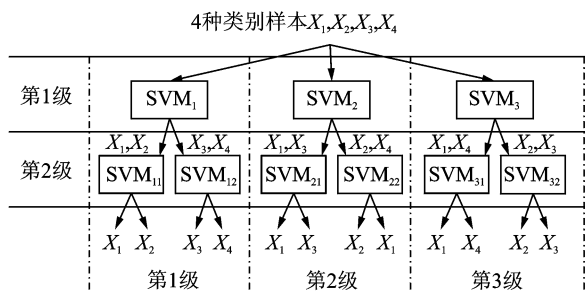 4种类别样本X₁,X₂,X₃,X₄
第1级 SVM₁ SVM₂ SVM₃
X₁,X₂ X₃,X₄ X₁,X₃ X₂,X₄ X₁,X₄ X₂,X₃
第2级 SVM₁₁ SVM₁₂ SVM₂₁ SVM₂₂ SVM₃₁ SVM₃₂
X₁ X₂ X₃ X₄ X₁ X₃ X₂ X₁ X₁ X₄ X₂ X₃
第1级 第2级 第3级